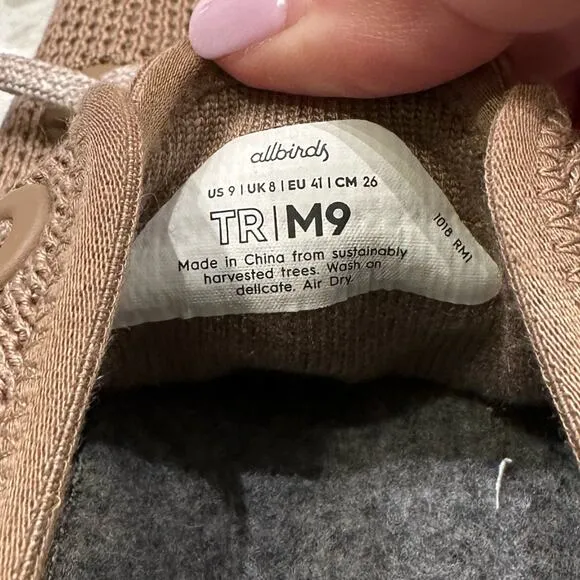 allbirds
US 9 | UK 8 | EU 41 | CM 26
TR|M9
Made in China from sustainably
harvested trees. Wash on
delicate. Air Dry.
1018 RM1